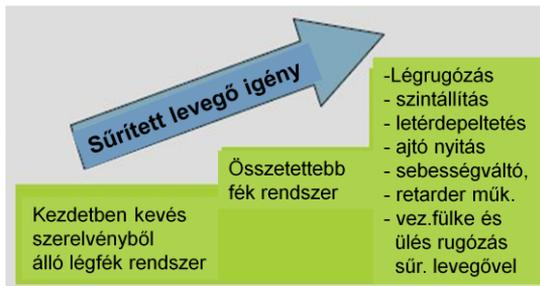 Sűrített levegő igény
Kezdetben kevés
szerelvényből
álló légfék rendszer
Összetettebb
fék rendszer
-Légrugózás
- szintállítás
- letérdepeltetés
- ajtó nyitás
- sebességváltó,
- retarder műk.
- vez.fülke és
ülés rugózás
sűr. levegővel